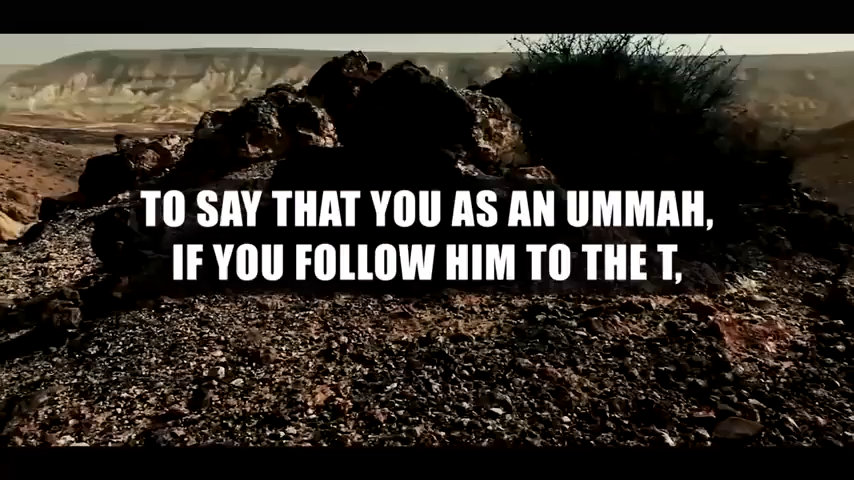 TO SAY THAT YOU AS AN UMMAH,
IF YOU FOLLOW HIM TO THE T,